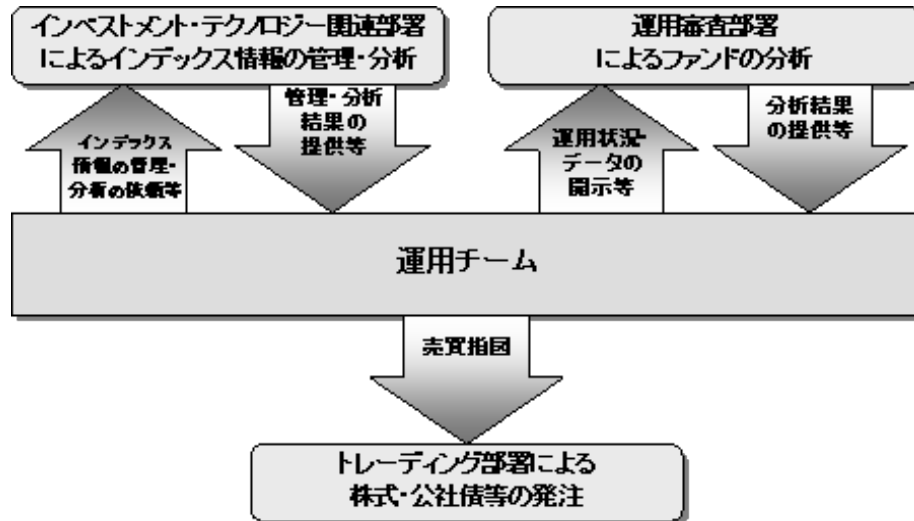 インベストメント・テクノロジー関連部署
によるインデックス情報の管理・分析
運用審査部署
によるファンドの分析
インデックス
情報の管理・
分析の依頼等
管理・分析
結果の
提供等
運用状況・
データの
開示等
分析結果
の提供等
運用チーム
売買指図
トレーディング部署による
株式・公社債等の発注